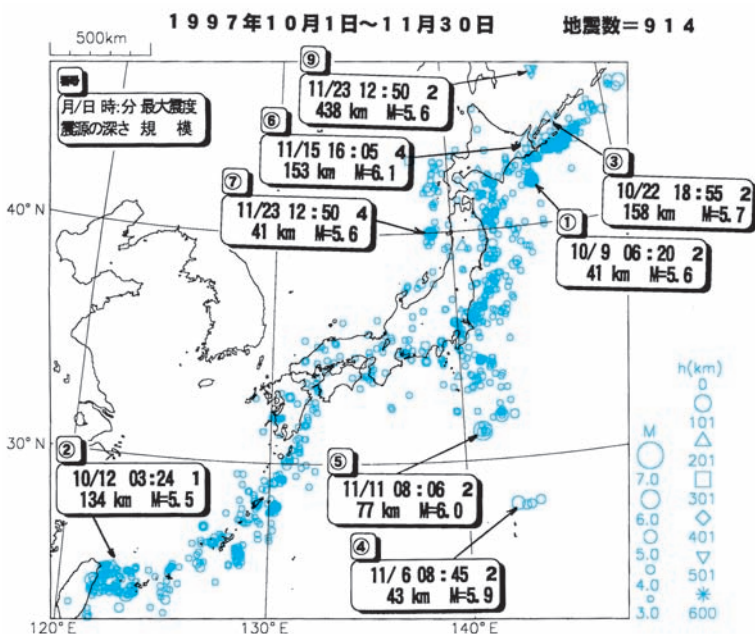 1997年10月1日～11月30日 地震数＝914
500km
月/日 時:分 最大震度
震源の深さ 規 模
⑨
11/23 12:50 2
438 km M=5.6
⑥
11/15 16:05 4
153 km M=6.1
⑦
11/23 12:50 4
41 km M=5.6
③
10/22 18:55 2
158 km M=5.7
①
10/ 9 06:20 2
41 km M=5.6
②
10/12 03:24 1
134 km M=5.5
⑤
11/11 08:06 2
77 km M=6.0
④
11/ 6 08:45 2
43 km M=5.9
40°N
30°N
120°E
130°E
140°E
M
7.0
6.0
5.0
4.0
3.0
h(km)
0
101
201
301
401
501
600